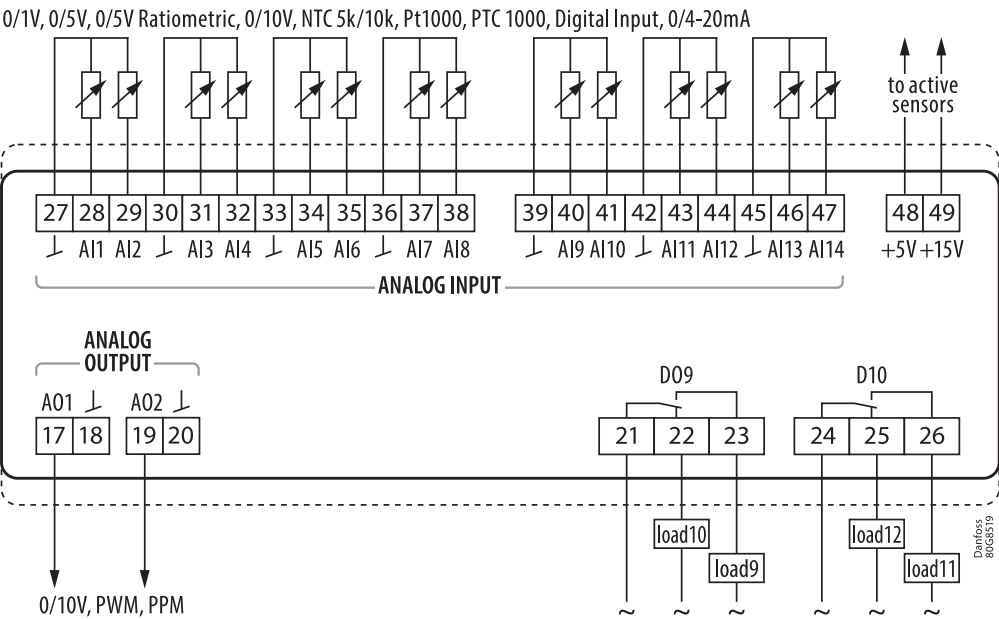 0/1V, 0/5V, 0/5V Ratiometric, 0/10V, NTC 5k/10k, Pt1000, PTC 1000, Digital Input, 0/4-20mA
to active
sensors
27 28 29 30 31 32 33 34 35 36 37 38 39 40 41 42 43 44 45 46 47 48 49
AI1 AI2 AI3 AI4 AI5 AI6 AI7 AI8 AI9 AI10 AI11 AI12 AI13 AI14 +5V +15V
ANALOG INPUT
ANALOG
OUTPUT
AO1 AO2
DO9 D10
17 18 19 20 21 22 23 24 25 26
load10 load12
load9 load11
~ ~ ~ ~ ~ ~
0/10V, PWM, PPM
Danfoss
80G8519